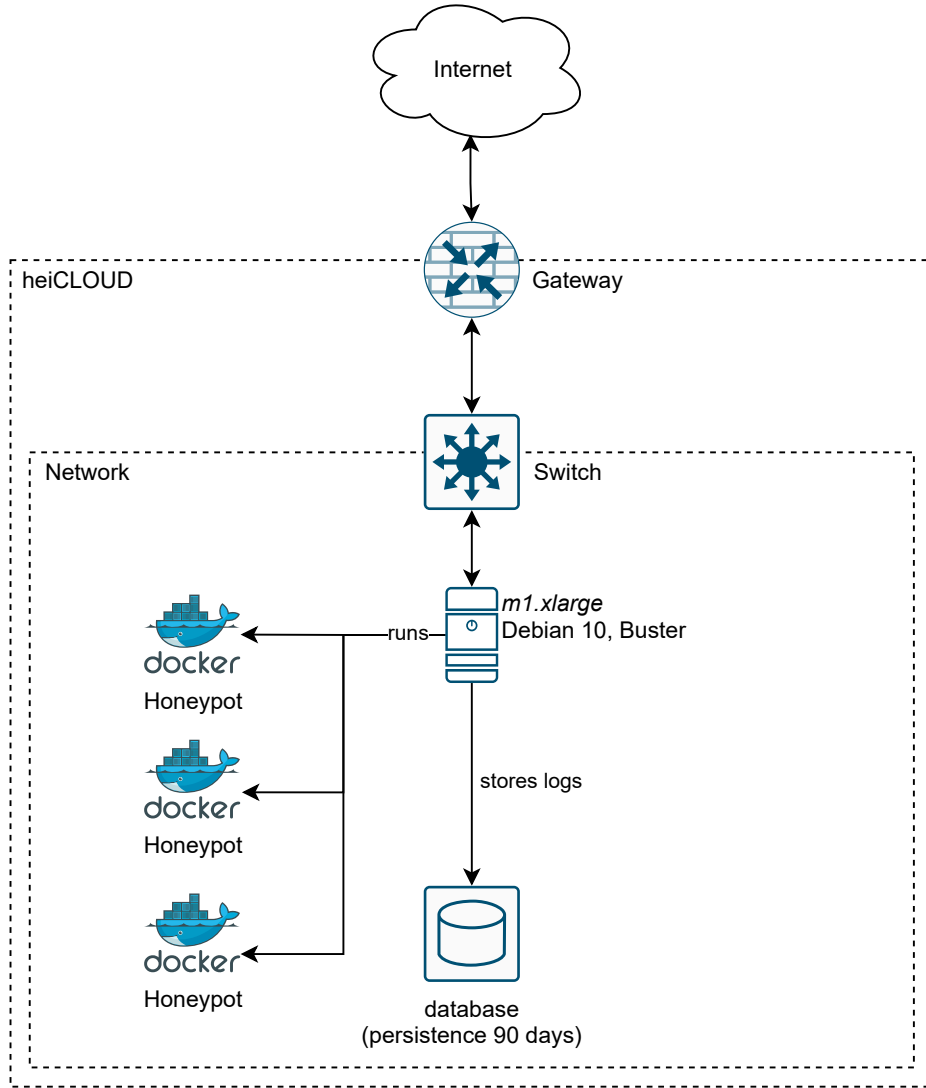 Internet
heiCLOUD
Gateway
Network
Switch
m1.xlarge
Debian 10, Buster
runs
docker
Honeypot
stores logs
docker
Honeypot
docker
Honeypot
database
(persistence 90 days)